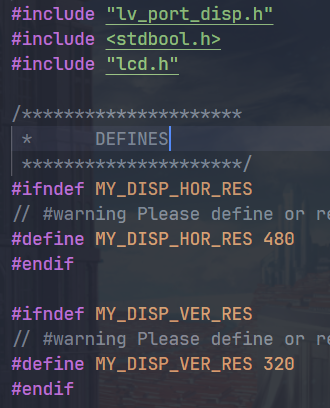 #include "lv_port_disp.h"
#include <stdbool.h>
#include "lcd.h"
/*********************
 *      DEFINES
 *********************/
#ifndef MY_DISP_HOR_RES
// #warning Please define or re
#define MY_DISP_HOR_RES 480
#endif
#ifndef MY_DISP_VER_RES
// #warning Please define or re
#define MY_DISP_VER_RES 320
#endif